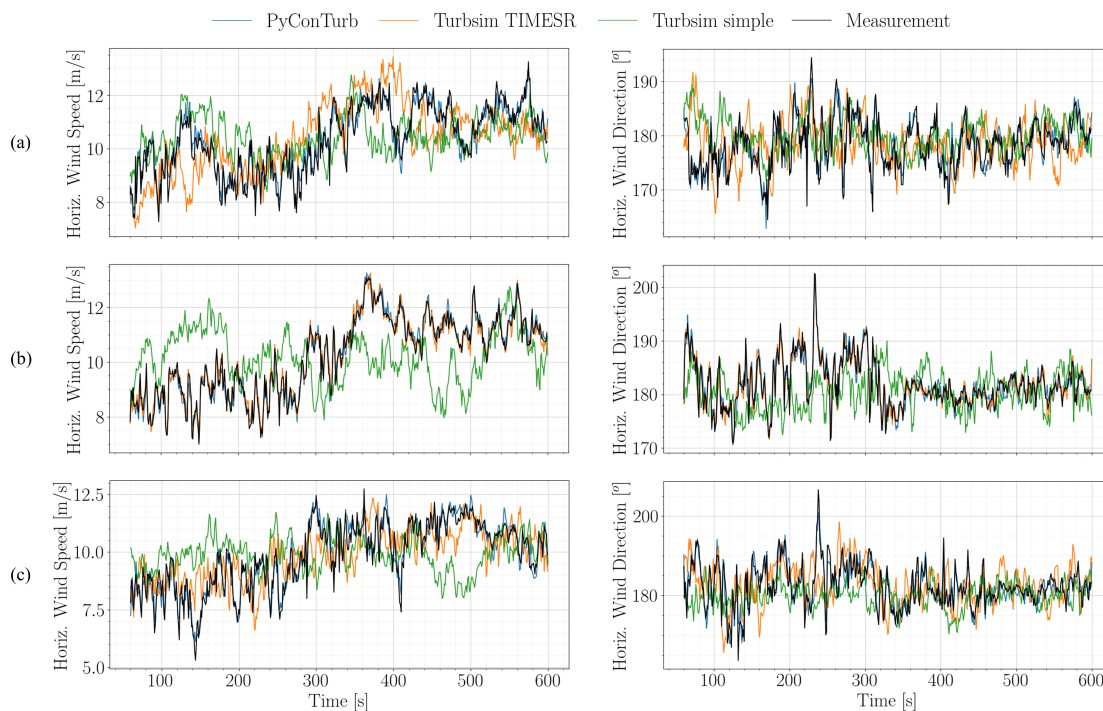 PyConTurb Turbsim TIMESR Turbsim simple Measurement
(a)
Horiz. Wind Speed [m/s]
12
10
8
Horiz. Wind Direction [º]
190
180
170
(b)
Horiz. Wind Speed [m/s]
12
10
8
Horiz. Wind Direction [º]
200
190
180
170
(c)
Horiz. Wind Speed [m/s]
12.5
10.0
7.5
5.0
100 200 300 400 500 600
Time [s]
Horiz. Wind Direction [º]
200
180
100 200 300 400 500 600
Time [s]